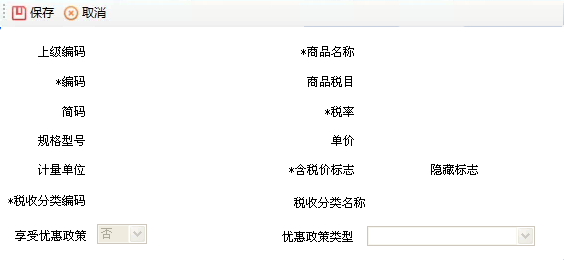 保存 取消
上级编码 *商品名称
*编码 商品税目
简码 *税率
规格型号 单价
计量单位 *含税价标志 隐藏标志
*税收分类编码 税收分类名称
享受优惠政策 否 优惠政策类型